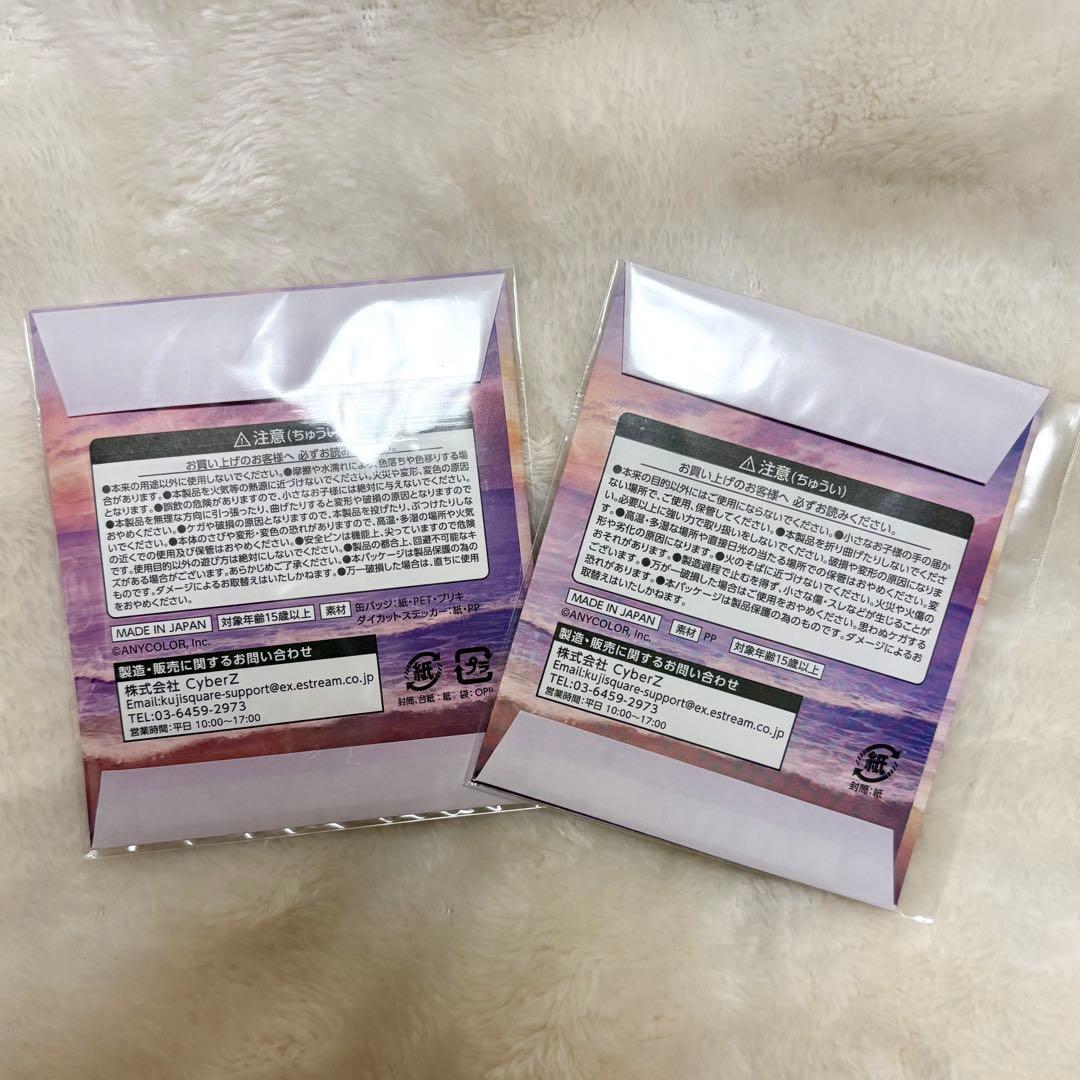 ⚠注意(ちゅうい
お買い上げのお客様へ 必ずお読み
●本来の用途以外に使用しないでください。●摩擦や水濡れにより、色落ちや色移りする場
合があります。●本製品を火気等の熱源に近づけないでください。火災や変形、変色の原因
となります。●誤飲の危険がありますので、小さなお子様には絶対に与えないでください。
●本製品を無理な方向に引っ張ったり、曲げたりすると変形や破損の原因となりますので
おやめください。●ケガや破損の原因となりますので、本製品を投げたり、ぶつけたりしな
いでください。●本体のさびや変形・変色の恐れがありますので、高温・多湿の場所や火気
の近くでの使用及び保管はおやめください。●安全ピンは機能上、尖っていますので危険
です。使用目的以外の遊び方は絶対にしないでください。●製品の都合上、回避不可能なキ
ズがある場合がございます。あらかじめご了承ください。●本パッケージは製品保護の為の
ものです。ダメージによるお取替えはいたしかねます。●万一破損した場合は、直ちに使用
をおやめください。
MADE IN JAPAN 対象年齢15歳以上 素材 缶バッジ:紙・PET・ブリキ
ダイカットステッカー:紙・PP
©ANYCOLOR, Inc.
製造・販売に関するお問い合わせ
株式会社 CyberZ
Email:kujisquare-support@ex.estream.co.jp
TEL:03-6459-2973
営業時間:平日 10:00~17:00
紙 プラ
封筒、台紙:紙 袋:OPP
⚠注意(ちゅうい)
お買い上げのお客様へ 必ずお読みください。
●本来の目的以外にはご使用にならないでください。●小さなお子様の手の届か
ない場所で、ご使用、保管してください。●本製品を折り曲げたりしないでくださ
い。必要以上に強い力で取り扱いをしないでください。破損や変形の原因になりま
す。●高温・多湿な場所や直接日光の当たる場所での保管はおやめください。変
形や劣化の原因になります。●火のそばに近づけないでください。火災や火傷の
おそれがあります。●製造過程で止むを得ず、小さな傷・スレなどが生じることが
ございます。●万が一破損した場合はご使用をおやめください。思わぬケガをする
恐れがあります。●本パッケージは製品保護の為のものです。ダメージによるお
取替えはいたしかねます。
MADE IN JAPAN 素材 PP 対象年齢15歳以上
©ANYCOLOR, Inc.
製造・販売に関するお問い合わせ
株式会社 CyberZ
Email:kujisquare-support@ex.estream.co.jp
TEL:03-6459-2973
営業時間:平日 10:00~17:00
紙
封筒:紙